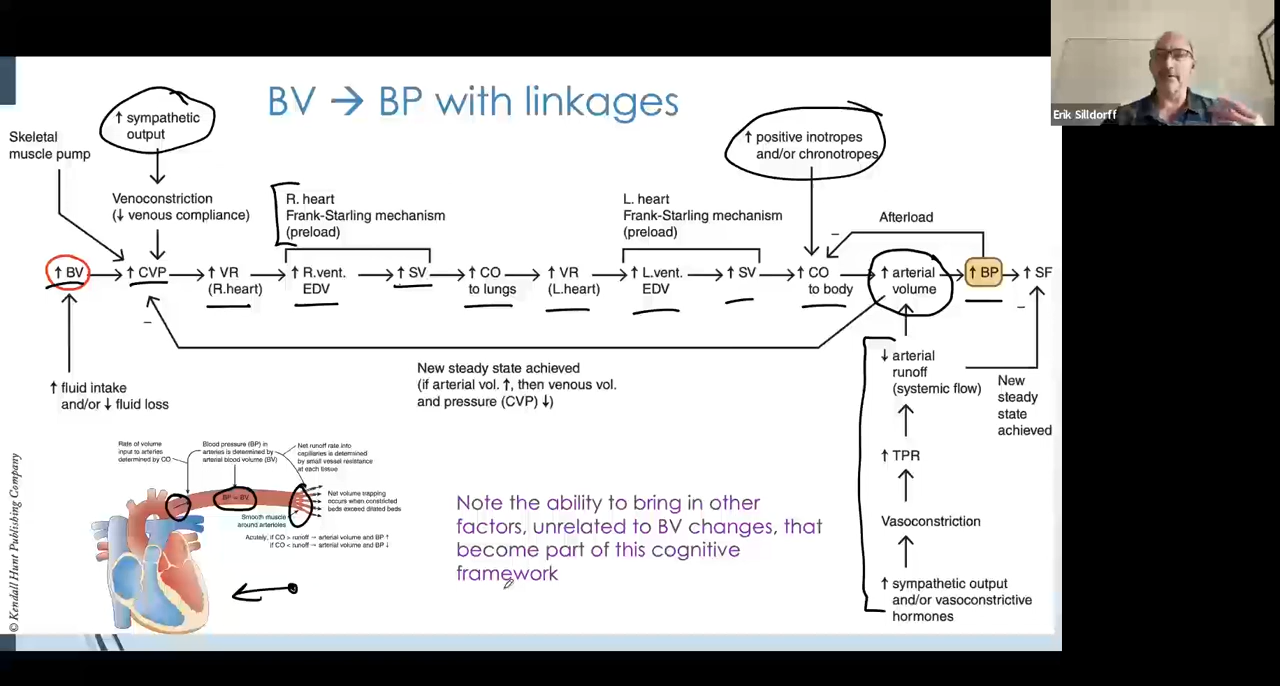 Erik Silldorff
BV → BP with linkages
↑ sympathetic
output
Skeletal
muscle pump
↑ positive inotropes
and/or chronotropes
Venoconstriction
(↓ venous compliance)
R. heart
Frank-Starling mechanism
(preload)
L. heart
Frank-Starling mechanism
(preload)
Afterload
–
↑ BV
↑ CVP
↑ VR
(R.heart)
↑ R.vent.
EDV
↑ SV
↑ CO
to lungs
↑ VR
(L.heart)
↑ L.vent.
EDV
↑ SV
↑ CO
to body
↑ arterial
volume
↑ BP
↑ SF
–
–
New steady state achieved
(if arterial vol. ↑, then venous vol.
and pressure (CVP) ↓)
↑ fluid intake
and/or ↓ fluid loss
↓ arterial
runoff
(systemic flow)
New
steady
state
achieved
↑ TPR
Vasoconstriction
↑ sympathetic output
and/or vasoconstrictive
hormones
Rate of volume
input to arteries
determined by CO
Blood pressure (BP) in
arteries is determined by
arterial blood volume (BV)
Net runoff rate into
capillaries is determined
by small vessel resistance
at each tissue
BP ≈ BV
Net volume trapping
occurs when constricted
beds exceed dilated beds
Smooth muscle
around arterioles
Acutely, if CO > runoff → arterial volume and BP ↑
if CO < runoff → arterial volume and BP ↓
Note the ability to bring in other
factors, unrelated to BV changes, that
become part of this cognitive
framework
© Kendall Hunt Publishing Company